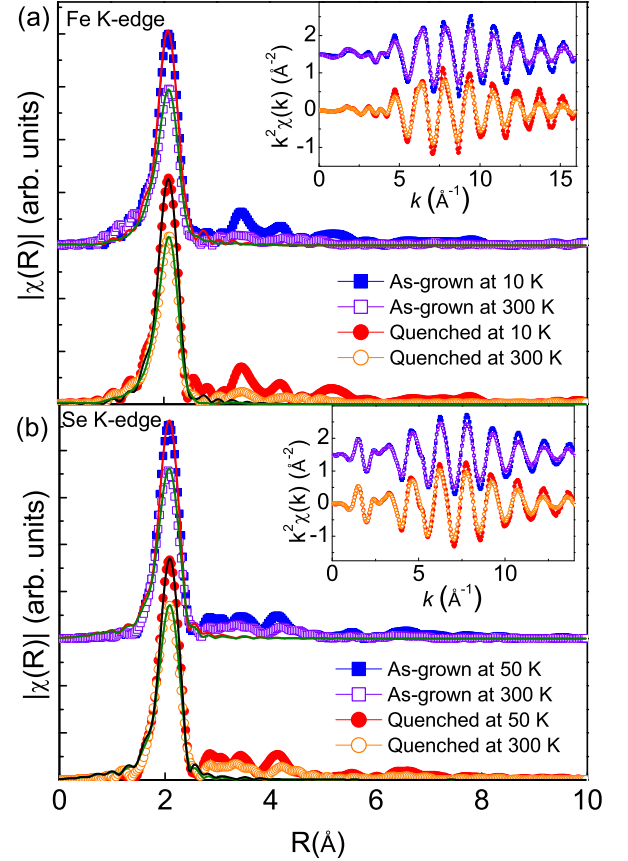 (a)
Fe K-edge
|χ(R)| (arb. units)
k²χ(k) (Å⁻²)
2
1
0
-1
0 5 10 15
k (Å⁻¹)
As-grown at 10 K
As-grown at 300 K
Quenched at 10 K
Quenched at 300 K
(b)
Se K-edge
|χ(R)| (arb. units)
k²χ(k) (Å⁻²)
2
1
0
-1
0 5 10
k (Å⁻¹)
As-grown at 50 K
As-grown at 300 K
Quenched at 50 K
Quenched at 300 K
0 2 4 6 8 10
R(Å)